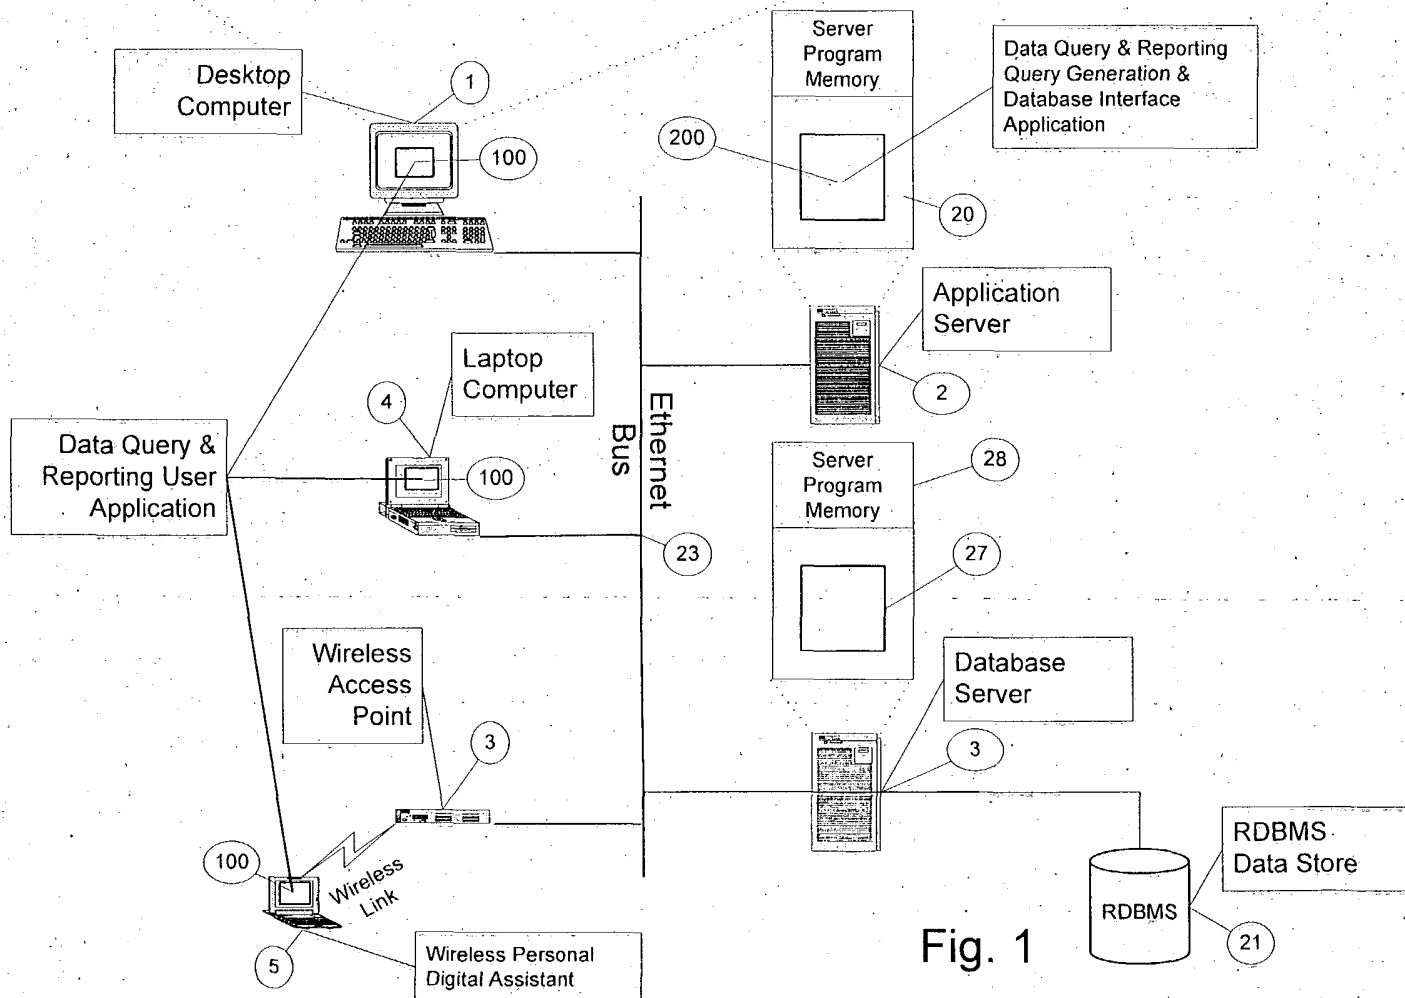 Desktop
Computer
1
100
Server
Program
Memory
200
20
Data Query & Reporting
Query Generation &
Database Interface
Application
Application
Server
2
Laptop
Computer
4
100
Data Query &
Reporting User
Application
Ethernet
Bus
23
Server
Program
Memory
28
27
Wireless
Access
Point
3
Database
Server
3
RDBMS
Data Store
RDBMS
21
100
Wireless
Link
5
Wireless Personal
Digital Assistant
Fig. 1